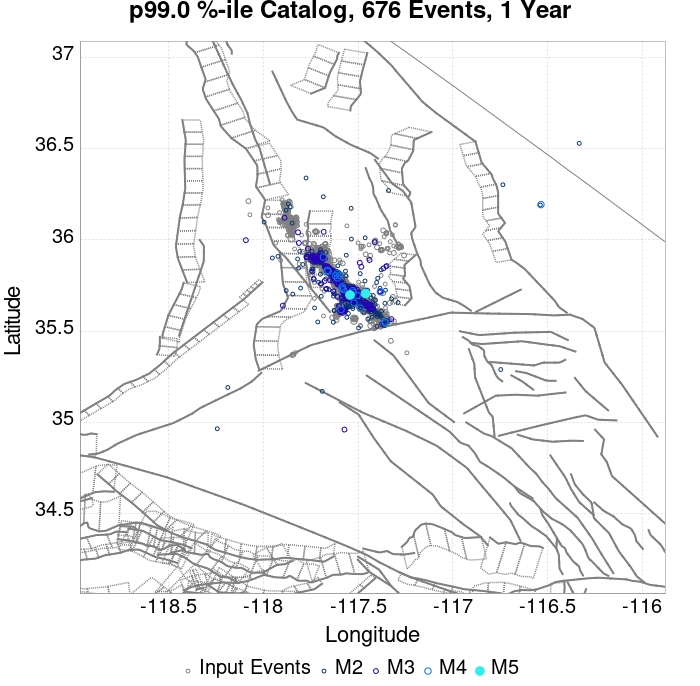 p99.0 %-ile Catalog, 676 Events, 1 Year
37
36.5
36
35.5
35
34.5
Latitude
-118.5 -118 -117.5 -117 -116.5 -116
Longitude
Input Events M2 M3 M4 M5